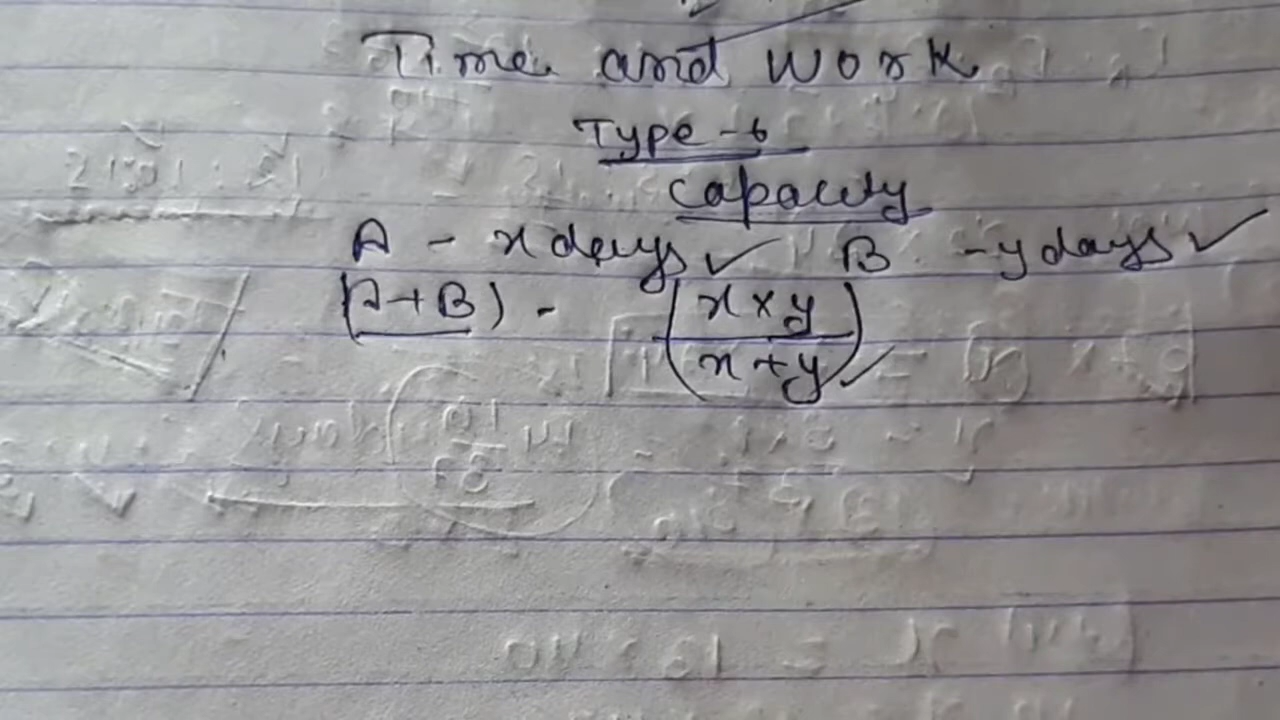 Time and Work
Type-6
capacity
A - x days ✓ B - y days ✓
(A+B) - (x×y / x+y) ✓